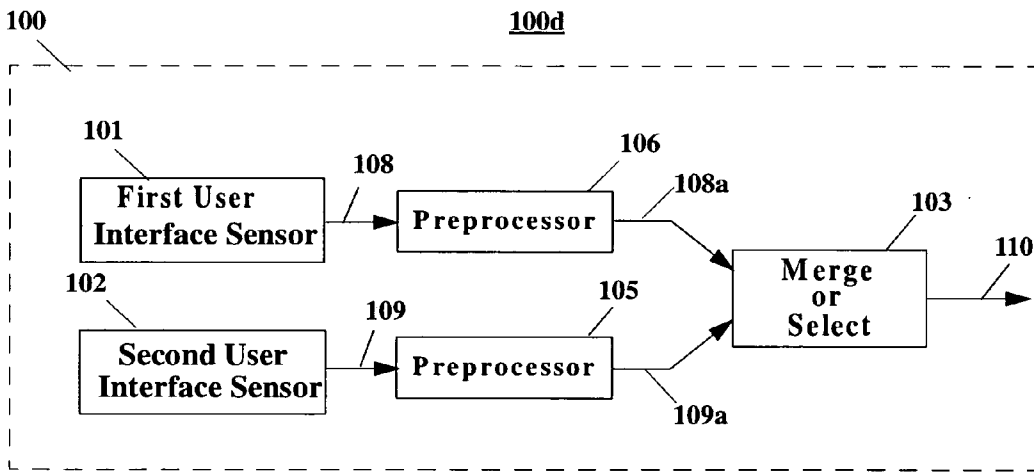 100
100d
101
108
106
108a
103
110
First User
Interface Sensor
Preprocessor
Merge
or
Select
102
109
105
109a
Second User
Interface Sensor
Preprocessor